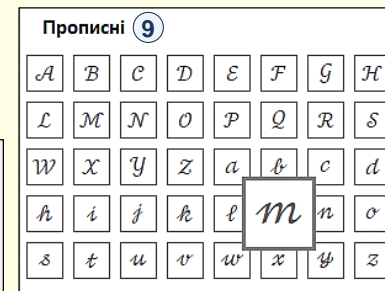 Прописні 9
𝒜 ℬ 𝒞 𝒟 ℰ ℱ 𝒢 ℋ
ℒ ℳ 𝒩 𝒪 𝒫 𝒬 ℛ 𝒮
𝒲 𝒳 𝒴 𝒵 𝒶 𝒷 𝒸 𝒹
𝒽 𝒾 𝒿 𝓀 ℓ 𝓂 𝓃 ℴ
𝓈 𝓉 𝓊 𝓋 𝓌 𝓍 𝓎 𝓏